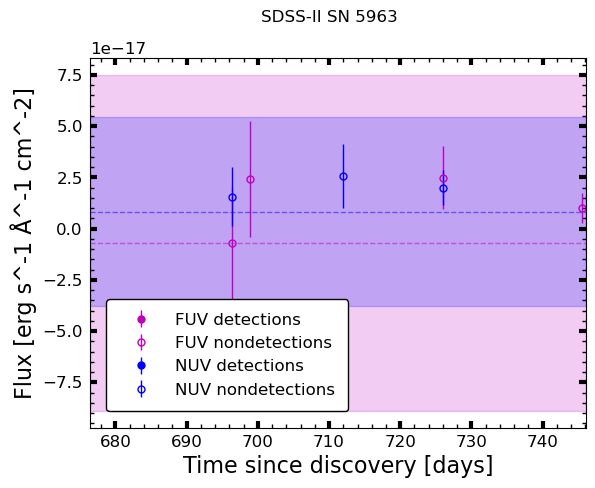 SDSS-II SN 5963
1e−17
7.5
5.0
2.5
0.0
−2.5
−5.0
−7.5
Flux [erg s^-1 Å^-1 cm^-2]
FUV detections
FUV nondetections
NUV detections
NUV nondetections
680 690 700 710 720 730 740
Time since discovery [days]